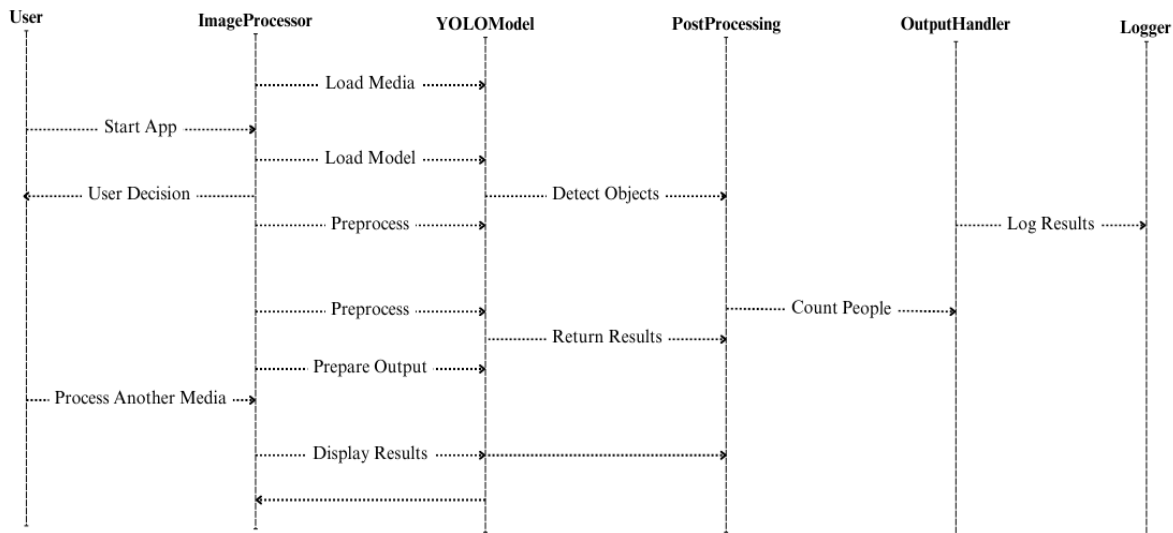 User
ImageProcessor
YOLOModel
PostProcessing
OutputHandler
Logger
Load Media
Start App
Load Model
User Decision
Detect Objects
Preprocess
Log Results
Preprocess
Count People
Return Results
Prepare Output
Process Another Media
Display Results